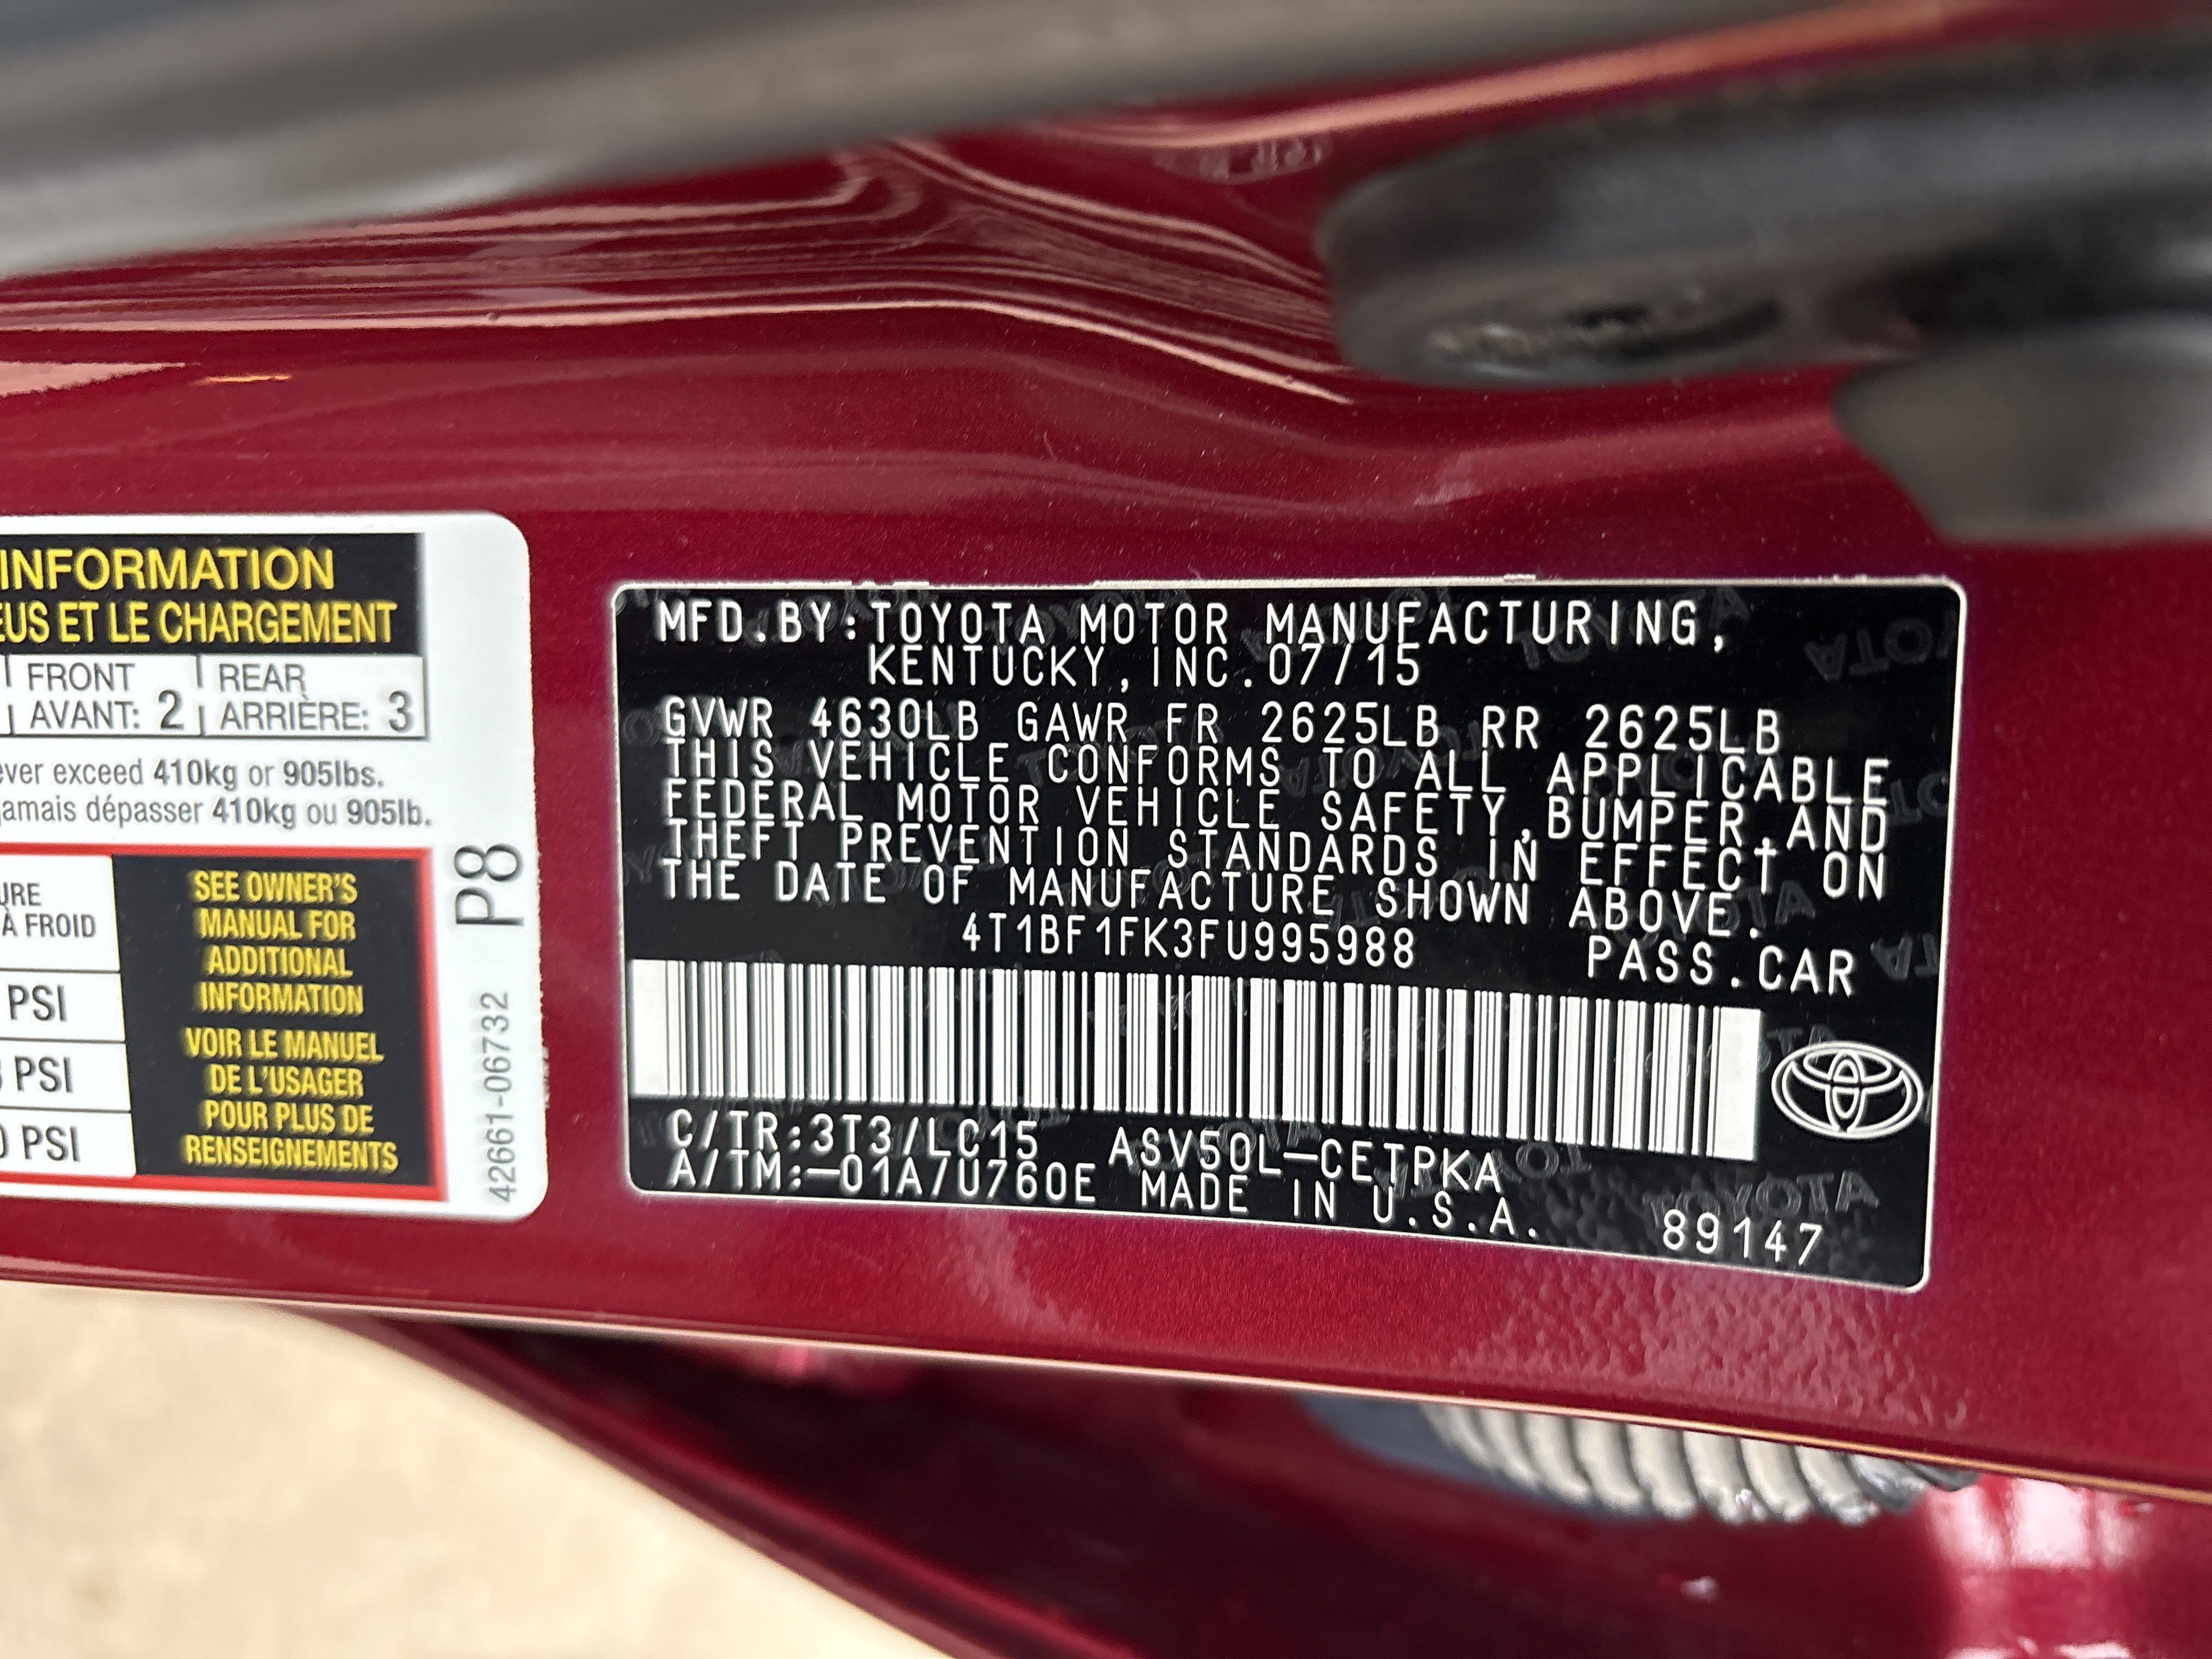 INFORMATION
EUS ET LE CHARGEMENT
FRONT REAR
AVANT: 2 ARRIÈRE: 3
ever exceed 410kg or 905lbs.
jamais dépasser 410kg ou 905lb.
URE
À FROID
PSI
PSI
PSI
SEE OWNER'S
MANUAL FOR
ADDITIONAL
INFORMATION
VOIR LE MANUEL
DE L'USAGER
POUR PLUS DE
RENSEIGNEMENTS
P8
42661-06732
MFD.BY:TOYOTA MOTOR MANUFACTURING,
KENTUCKY,INC.07/15
GVWR 4630LB GAWR FR 2625LB RR 2625LB
THIS VEHICLE CONFORMS TO ALL APPLICABLE
FEDERAL MOTOR VEHICLE SAFETY,BUMPER,AND
THEFT PREVENTION STANDARDS IN EFFECT ON
THE DATE OF MANUFACTURE SHOWN ABOVE.
4T1BF1FK3FU995988 PASS.CAR
C/TR:3T3/LC15 ASV50L-CETPKA
A/TM:-01A/U760E MADE IN U.S.A.
89147